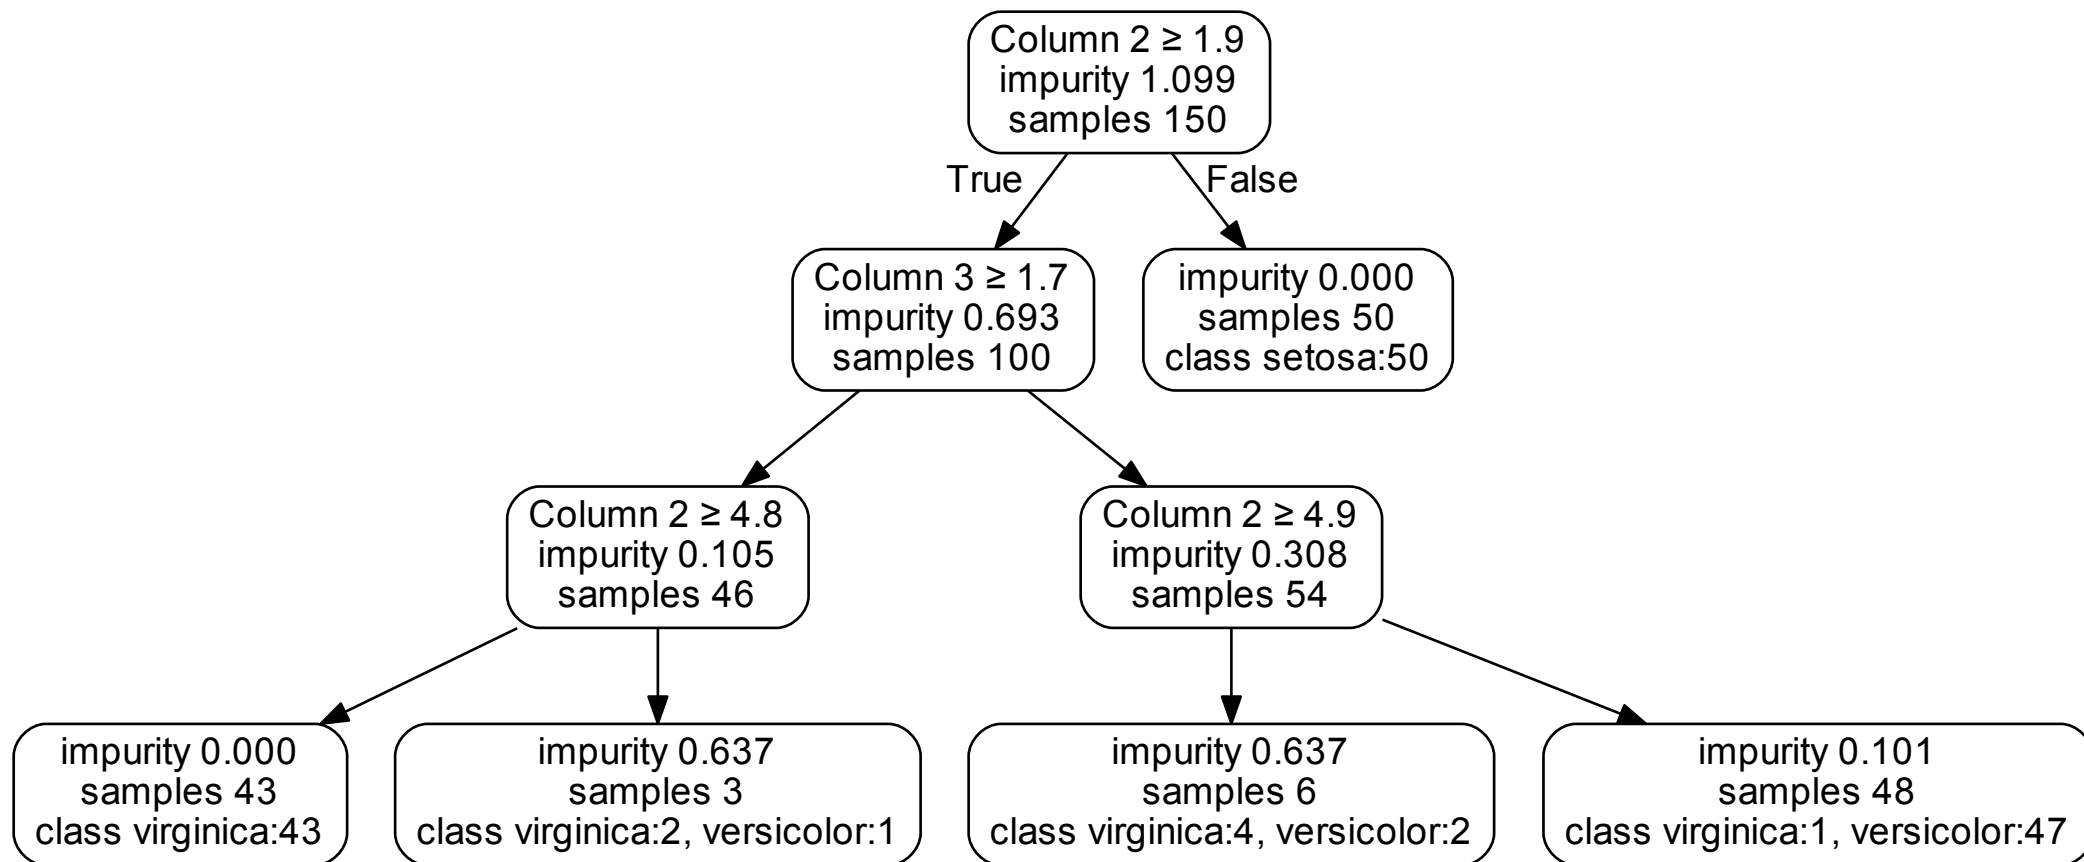 Column 2 ≥ 1.9
impurity 1.099
samples 150
True
False
Column 3 ≥ 1.7
impurity 0.693
samples 100
impurity 0.000
samples 50
class setosa:50
Column 2 ≥ 4.8
impurity 0.105
samples 46
Column 2 ≥ 4.9
impurity 0.308
samples 54
impurity 0.000
samples 43
class virginica:43
impurity 0.637
samples 3
class virginica:2, versicolor:1
impurity 0.637
samples 6
class virginica:4, versicolor:2
impurity 0.101
samples 48
class virginica:1, versicolor:47